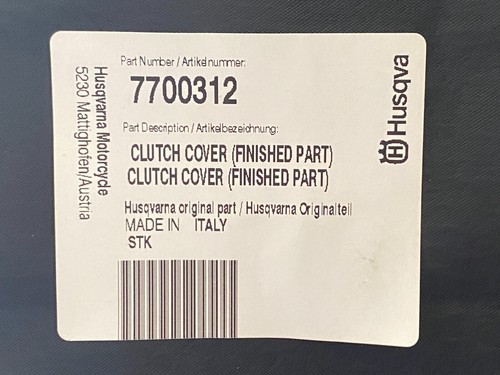 Part Number / Artikelnummer:
7700312
Part Description / Artikelbezeichnung:
CLUTCH COVER (FINISHED PART)
CLUTCH COVER (FINISHED PART)
Husqvarna original part / Husqvarna Originalteil
MADE IN ITALY
STK
Husqvarna Motorcycle
5230 Mattighofen/Austria
Husqva